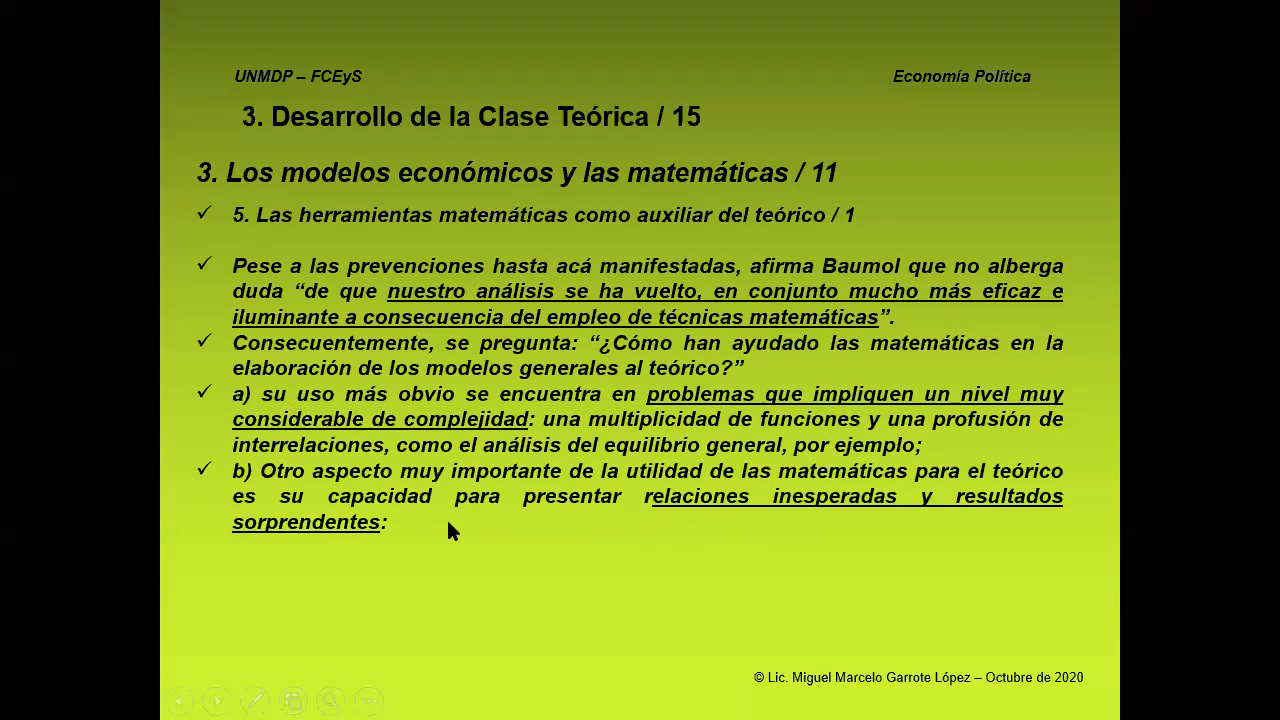 UNMDP – FCEyS
Economía Política
3. Desarrollo de la Clase Teórica / 15
3. Los modelos económicos y las matemáticas / 11
✓ 5. Las herramientas matemáticas como auxiliar del teórico / 1
✓ Pese a las prevenciones hasta acá manifestadas, afirma Baumol que no alberga
duda “de que nuestro análisis se ha vuelto, en conjunto mucho más eficaz e
iluminante a consecuencia del empleo de técnicas matemáticas”.
✓ Consecuentemente, se pregunta: “¿Cómo han ayudado las matemáticas en la
elaboración de los modelos generales al teórico?”
✓ a) su uso más obvio se encuentra en problemas que impliquen un nivel muy
considerable de complejidad: una multiplicidad de funciones y una profusión de
interrelaciones, como el análisis del equilibrio general, por ejemplo;
✓ b) Otro aspecto muy importante de la utilidad de las matemáticas para el teórico
es su capacidad para presentar relaciones inesperadas y resultados
sorprendentes:
© Lic. Miguel Marcelo Garrote López – Octubre de 2020